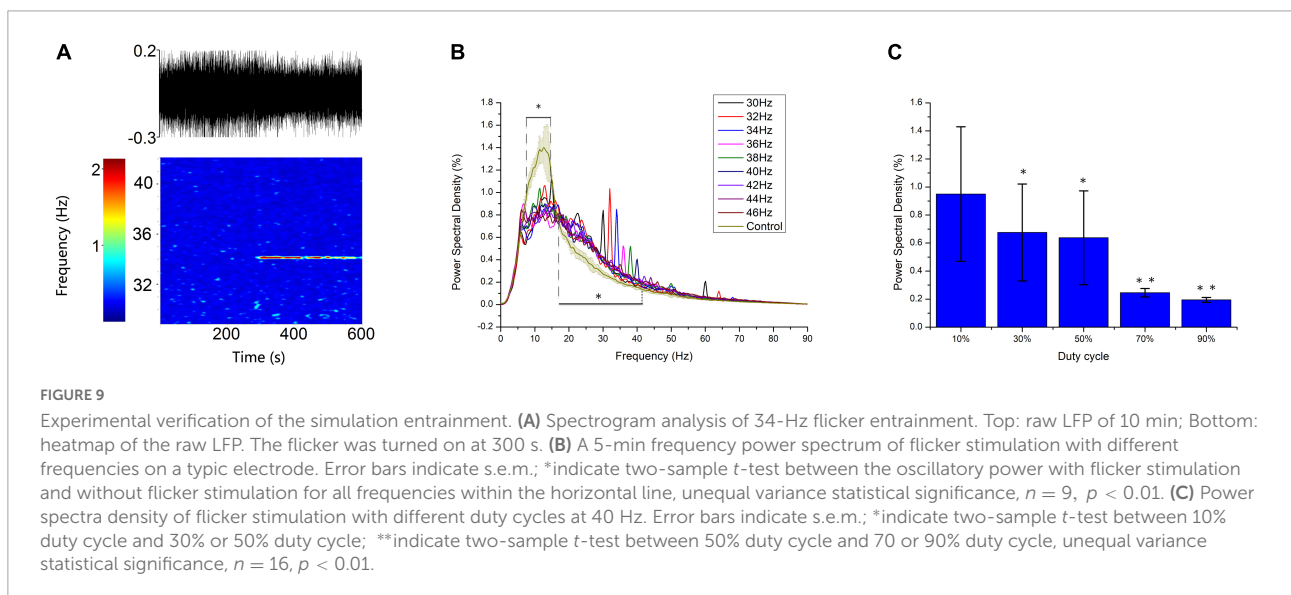 A
0.2
-0.3
2
1
Frequency (Hz)
40
36
32
200 400 600
Time (s)
B
1.8
1.6
1.4
1.2
1.0
0.8
0.6
0.4
0.2
0.0
-0.2
Power Spectral Density (%)
*
*
0 10 20 30 40 50 60 70 80 90
Frequency (Hz)
30Hz
32Hz
34Hz
36Hz
38Hz
40Hz
42Hz
44Hz
46Hz
Control
C
1.6
1.4
1.2
1.0
0.8
0.6
0.4
0.2
0.0
Power Spectral Density (%)
*
*
* *
* *
10% 30% 50% 70% 90%
Duty cycle
FIGURE 9
Experimental verification of the simulation entrainment. (A) Spectrogram analysis of 34-Hz flicker entrainment. Top: raw LFP of 10 min; Bottom:
heatmap of the raw LFP. The flicker was turned on at 300 s. (B) A 5-min frequency power spectrum of flicker stimulation with different
frequencies on a typic electrode. Error bars indicate s.e.m.; *indicate two-sample t-test between the oscillatory power with flicker stimulation
and without flicker stimulation for all frequencies within the horizontal line, unequal variance statistical significance, n = 9, p < 0.01. (C) Power
spectra density of flicker stimulation with different duty cycles at 40 Hz. Error bars indicate s.e.m.; *indicate two-sample t-test between 10%
duty cycle and 30% or 50% duty cycle; **indicate two-sample t-test between 50% duty cycle and 70 or 90% duty cycle, unequal variance
statistical significance, n = 16, p < 0.01.